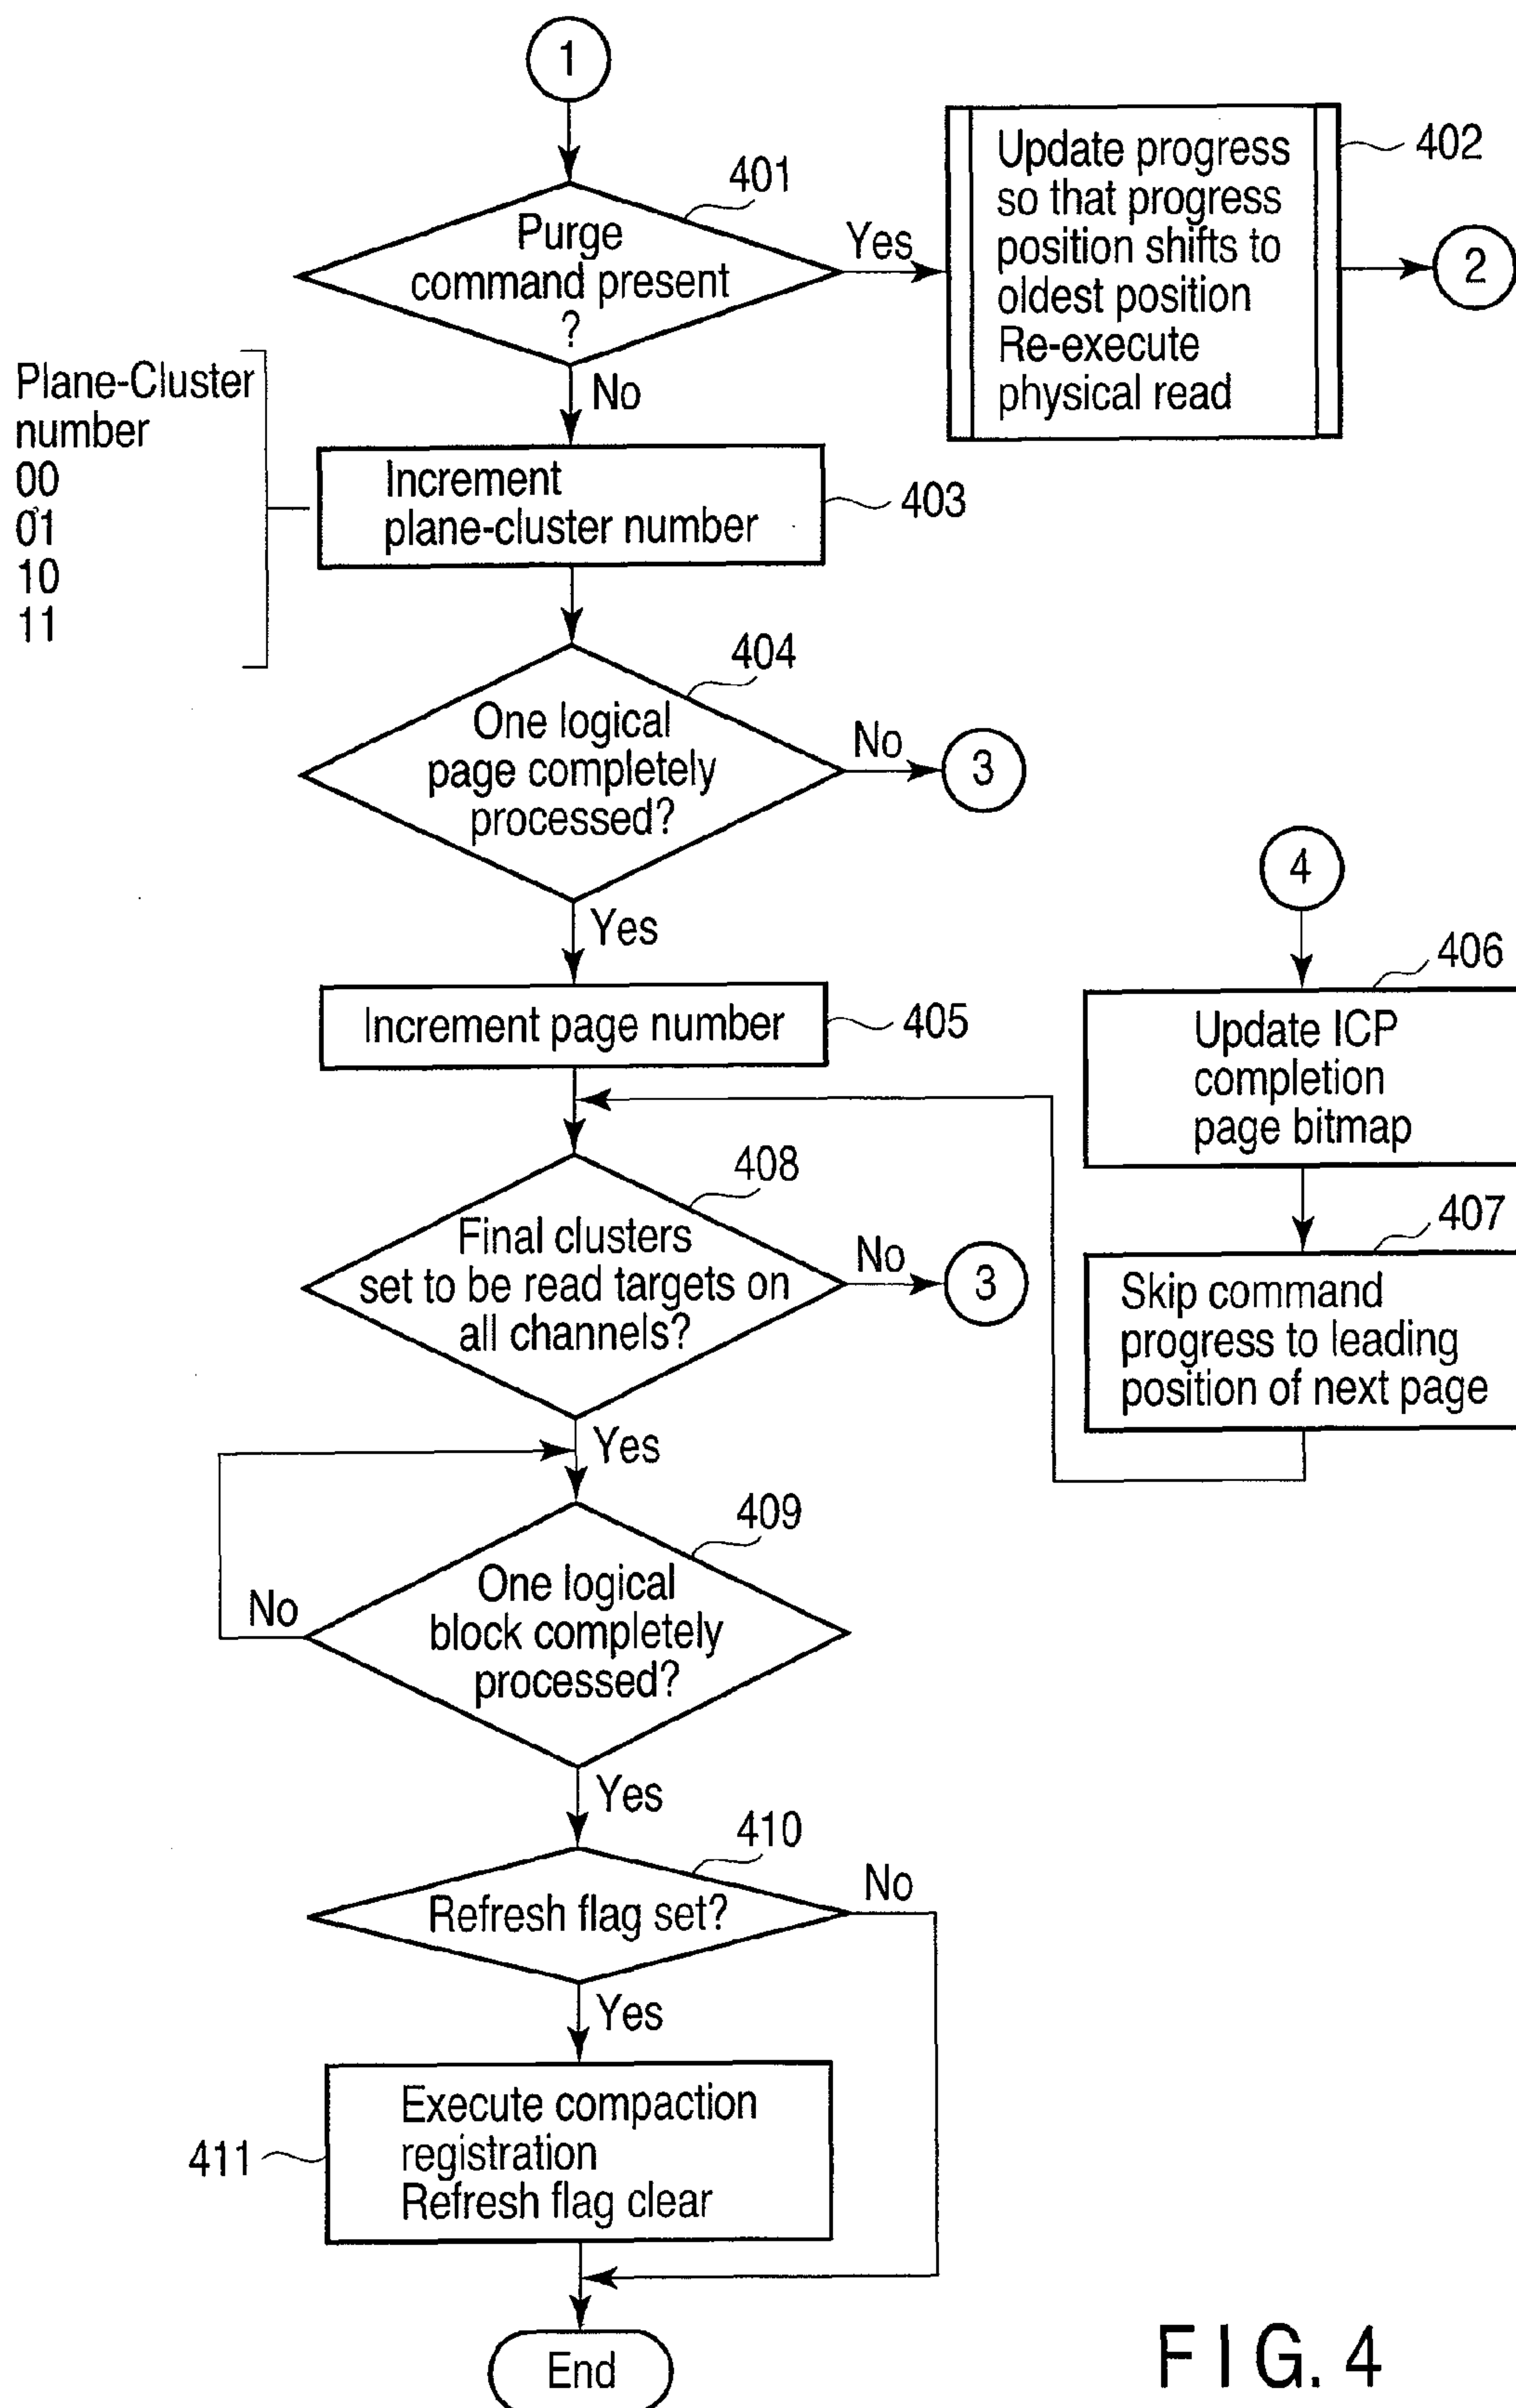 1
401
Purge
command present
?
Yes
Update progress
so that progress
position shifts to
oldest position
Re-execute
physical read
402
2
No
Plane-Cluster
number
00
01
10
11
Increment
plane-cluster number
403
404
One logical
page completely
processed?
No
3
Yes
4
Increment page number
405
406
Update ICP
completion
page bitmap
408
Final clusters
set to be read targets on
all channels?
No
3
407
Skip command
progress to leading
position of next page
Yes
409
One logical
block completely
processed?
No
Yes
410
Refresh flag set?
No
Yes
Execute compaction
registration
Refresh flag clear
411
End
FIG. 4